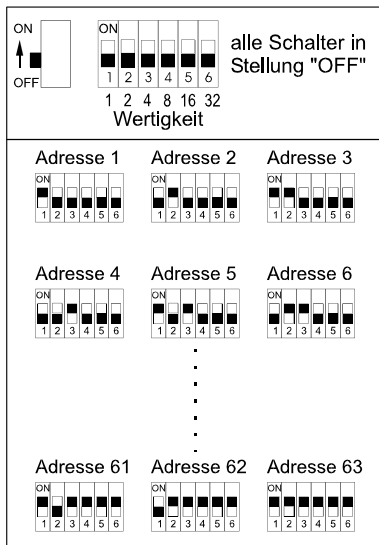 ON
OFF
ON
1 2 3 4 5 6
1 2 4 8 16 32
Wertigkeit
alle Schalter in
Stellung "OFF"
Adresse 1 Adresse 2 Adresse 3
ON ON ON
1 2 3 4 5 6 1 2 3 4 5 6 1 2 3 4 5 6
Adresse 4 Adresse 5 Adresse 6
ON ON ON
1 2 3 4 5 6 1 2 3 4 5 6 1 2 3 4 5 6
Adresse 61 Adresse 62 Adresse 63
ON ON ON
1 2 3 4 5 6 1 2 3 4 5 6 1 2 3 4 5 6